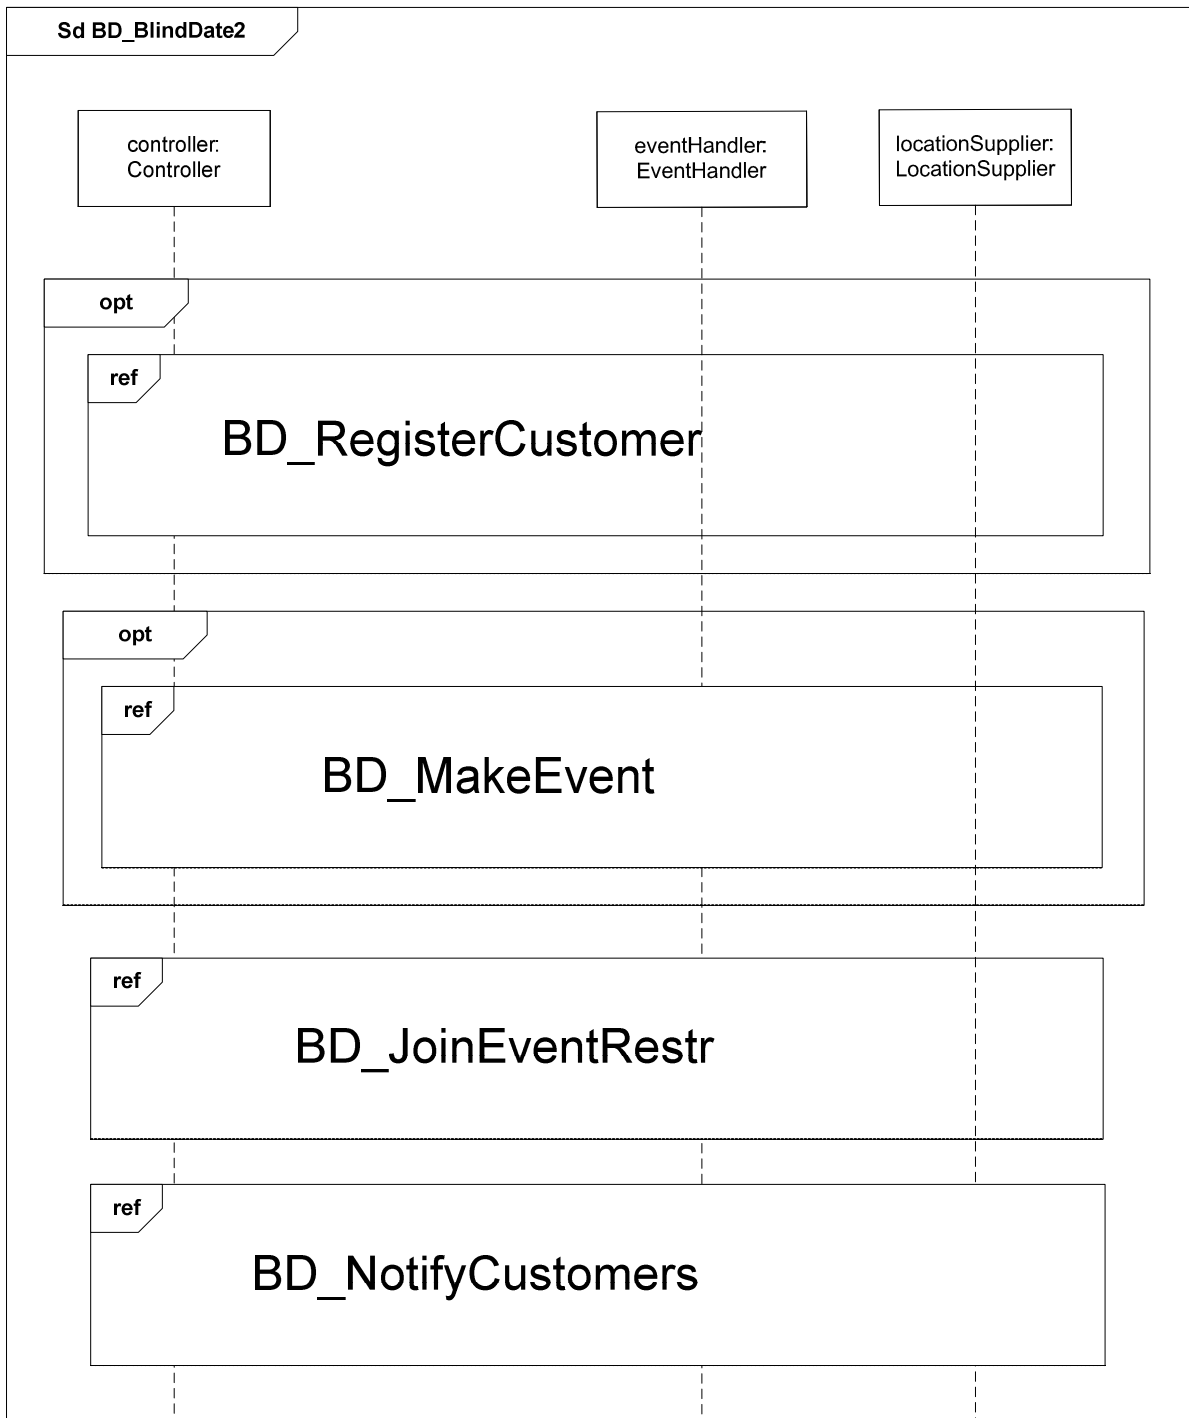 Sd BD_BlindDate2
controller:
Controller
eventHandler:
EventHandler
locationSupplier:
LocationSupplier
opt
ref
BD_RegisterCustomer
opt
ref
BD_MakeEvent
ref
BD_JoinEventRestr
ref
BD_NotifyCustomers